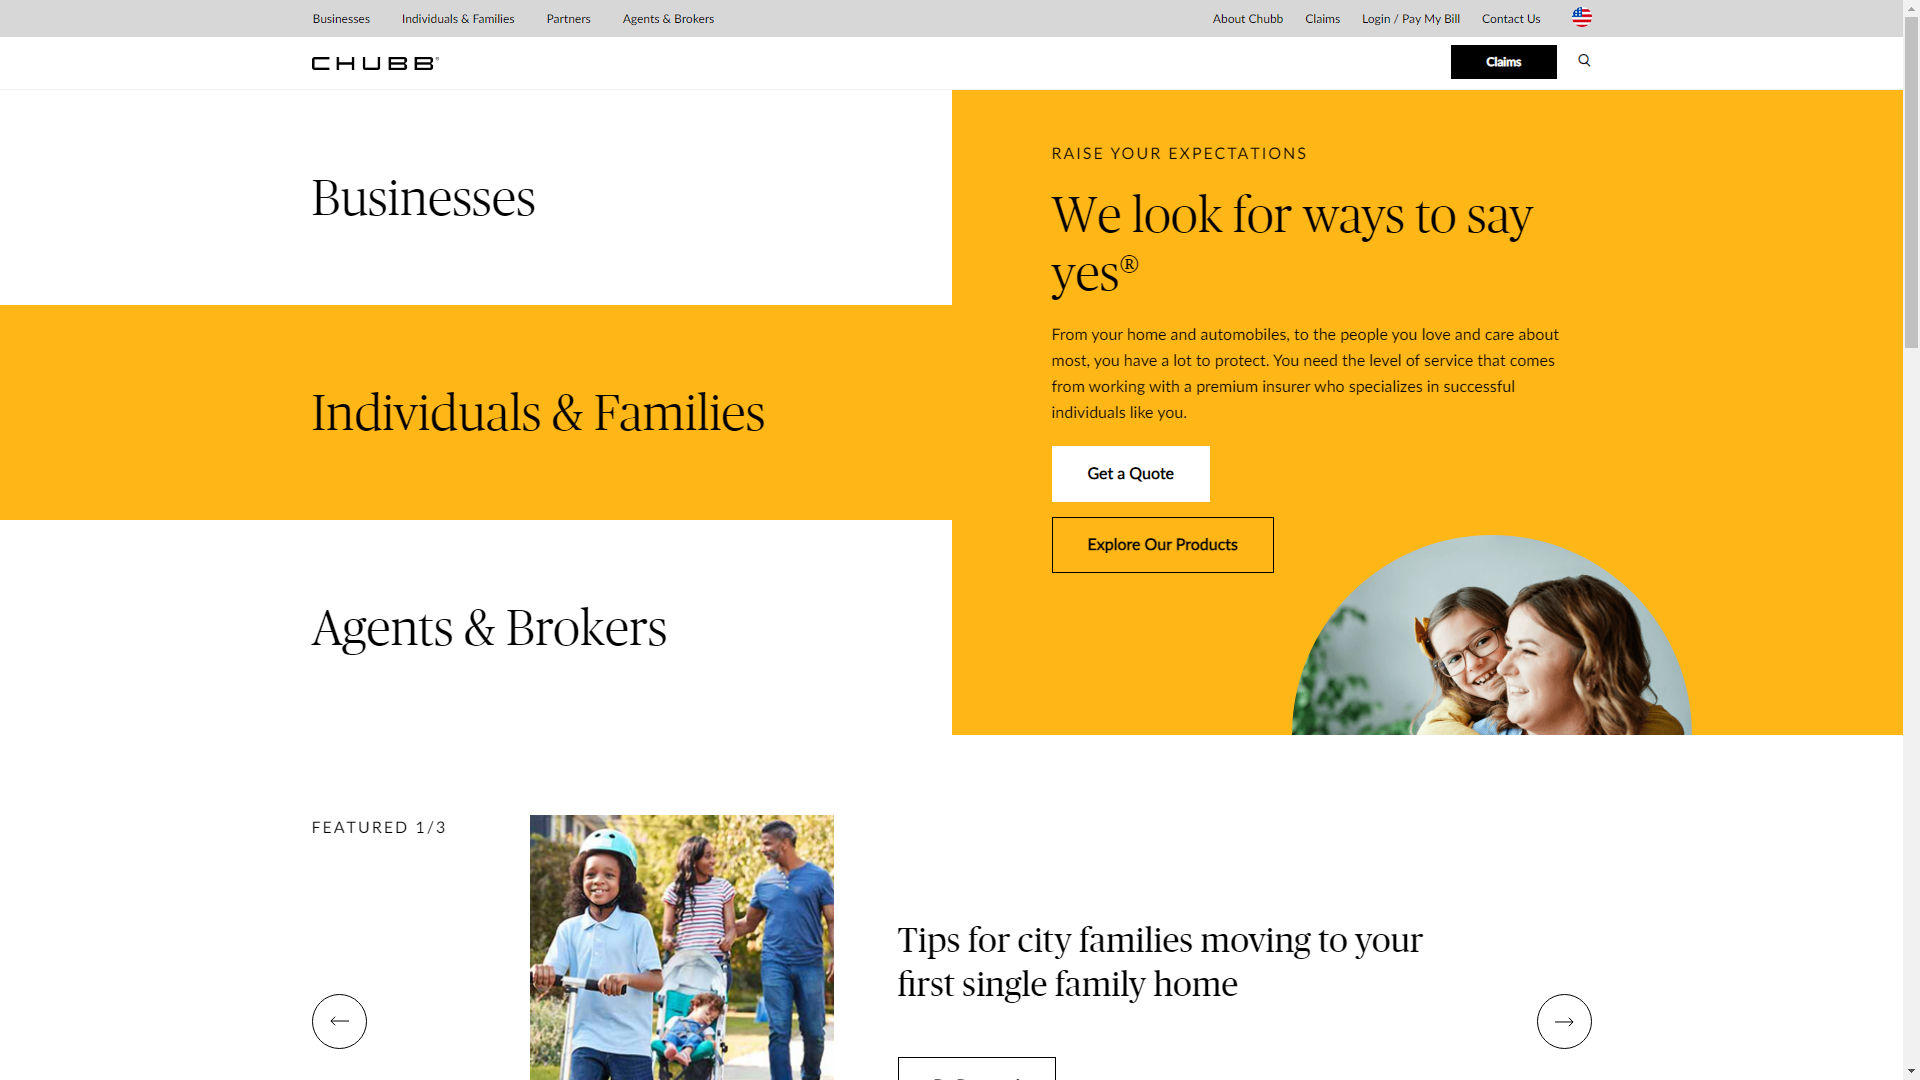 Businesses
Individuals & Families
Partners
Agents & Brokers
About Chubb
Claims
Login / Pay My Bill
Contact Us
CHUBB®
Claims
Businesses
Individuals & Families
Agents & Brokers
RAISE YOUR EXPECTATIONS
We look for ways to say
yes®
From your home and automobiles, to the people you love and care about
most, you have a lot to protect. You need the level of service that comes
from working with a premium insurer who specializes in successful
individuals like you.
Get a Quote
Explore Our Products
FEATURED 1/3
Tips for city families moving to your
first single family home